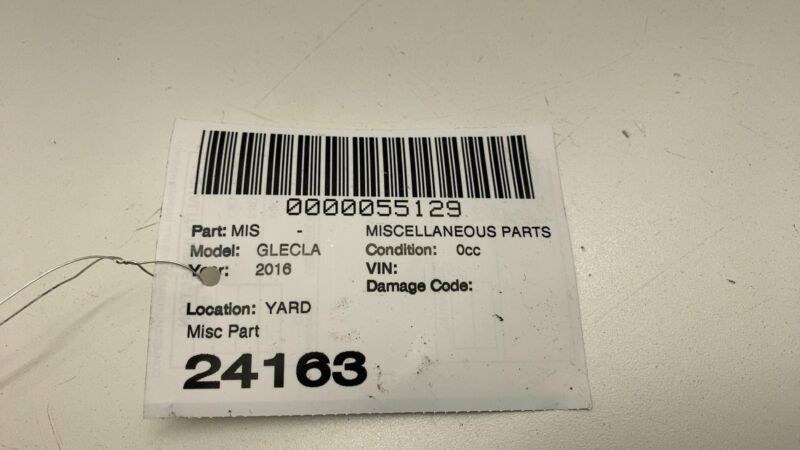 0000055129
Part: MIS - MISCELLANEOUS PARTS
Model: GLECLA Condition: 0cc
Year: 2016 VIN:
Damage Code:
Location: YARD
Misc Part
24163